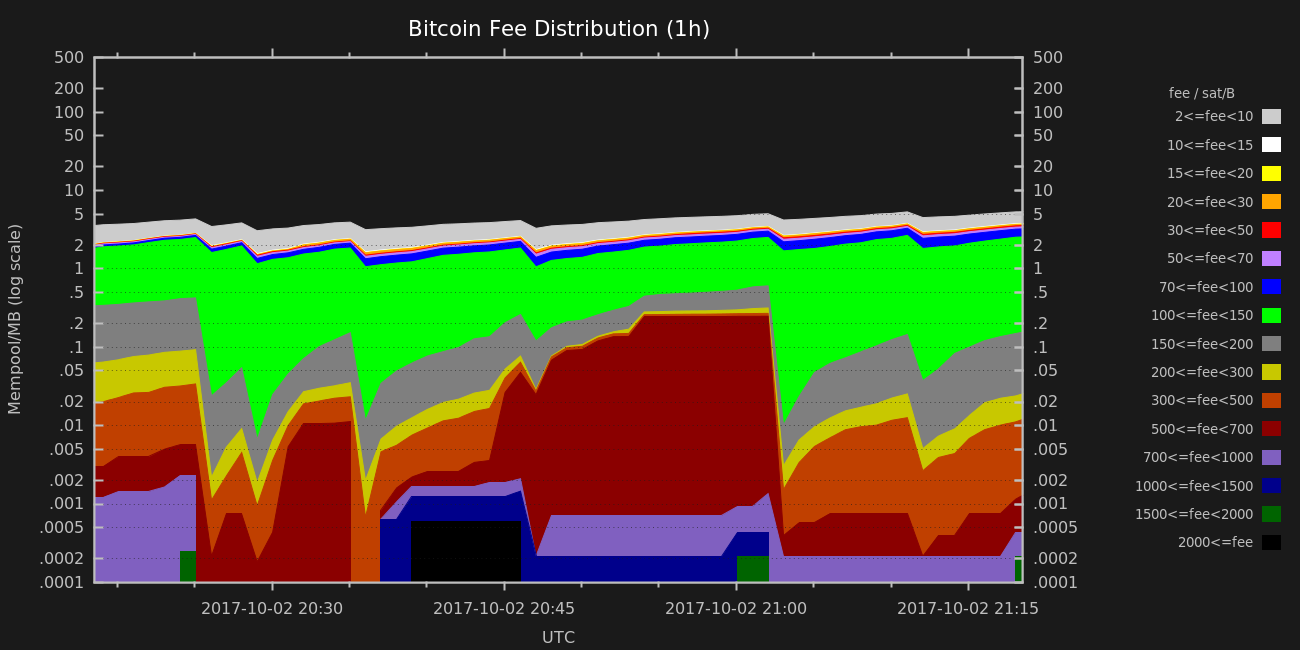 Bitcoin Fee Distribution (1h)
500 500
200 200
100 100
50 50
20 20
10 10
5 5
2 2
1 1
.5 .5
.2 .2
.1 .1
.05 .05
.02 .02
.01 .01
.005 .005
.002 .002
.001 .001
.0005 .0005
.0002 .0002
.0001 .0001
Mempool/MB (log scale)
2017-10-02 20:30 2017-10-02 20:45 2017-10-02 21:00 2017-10-02 21:15
UTC
fee / sat/B
2<=fee<10
10<=fee<15
15<=fee<20
20<=fee<30
30<=fee<50
50<=fee<70
70<=fee<100
100<=fee<150
150<=fee<200
200<=fee<300
300<=fee<500
500<=fee<700
700<=fee<1000
1000<=fee<1500
1500<=fee<2000
2000<=fee